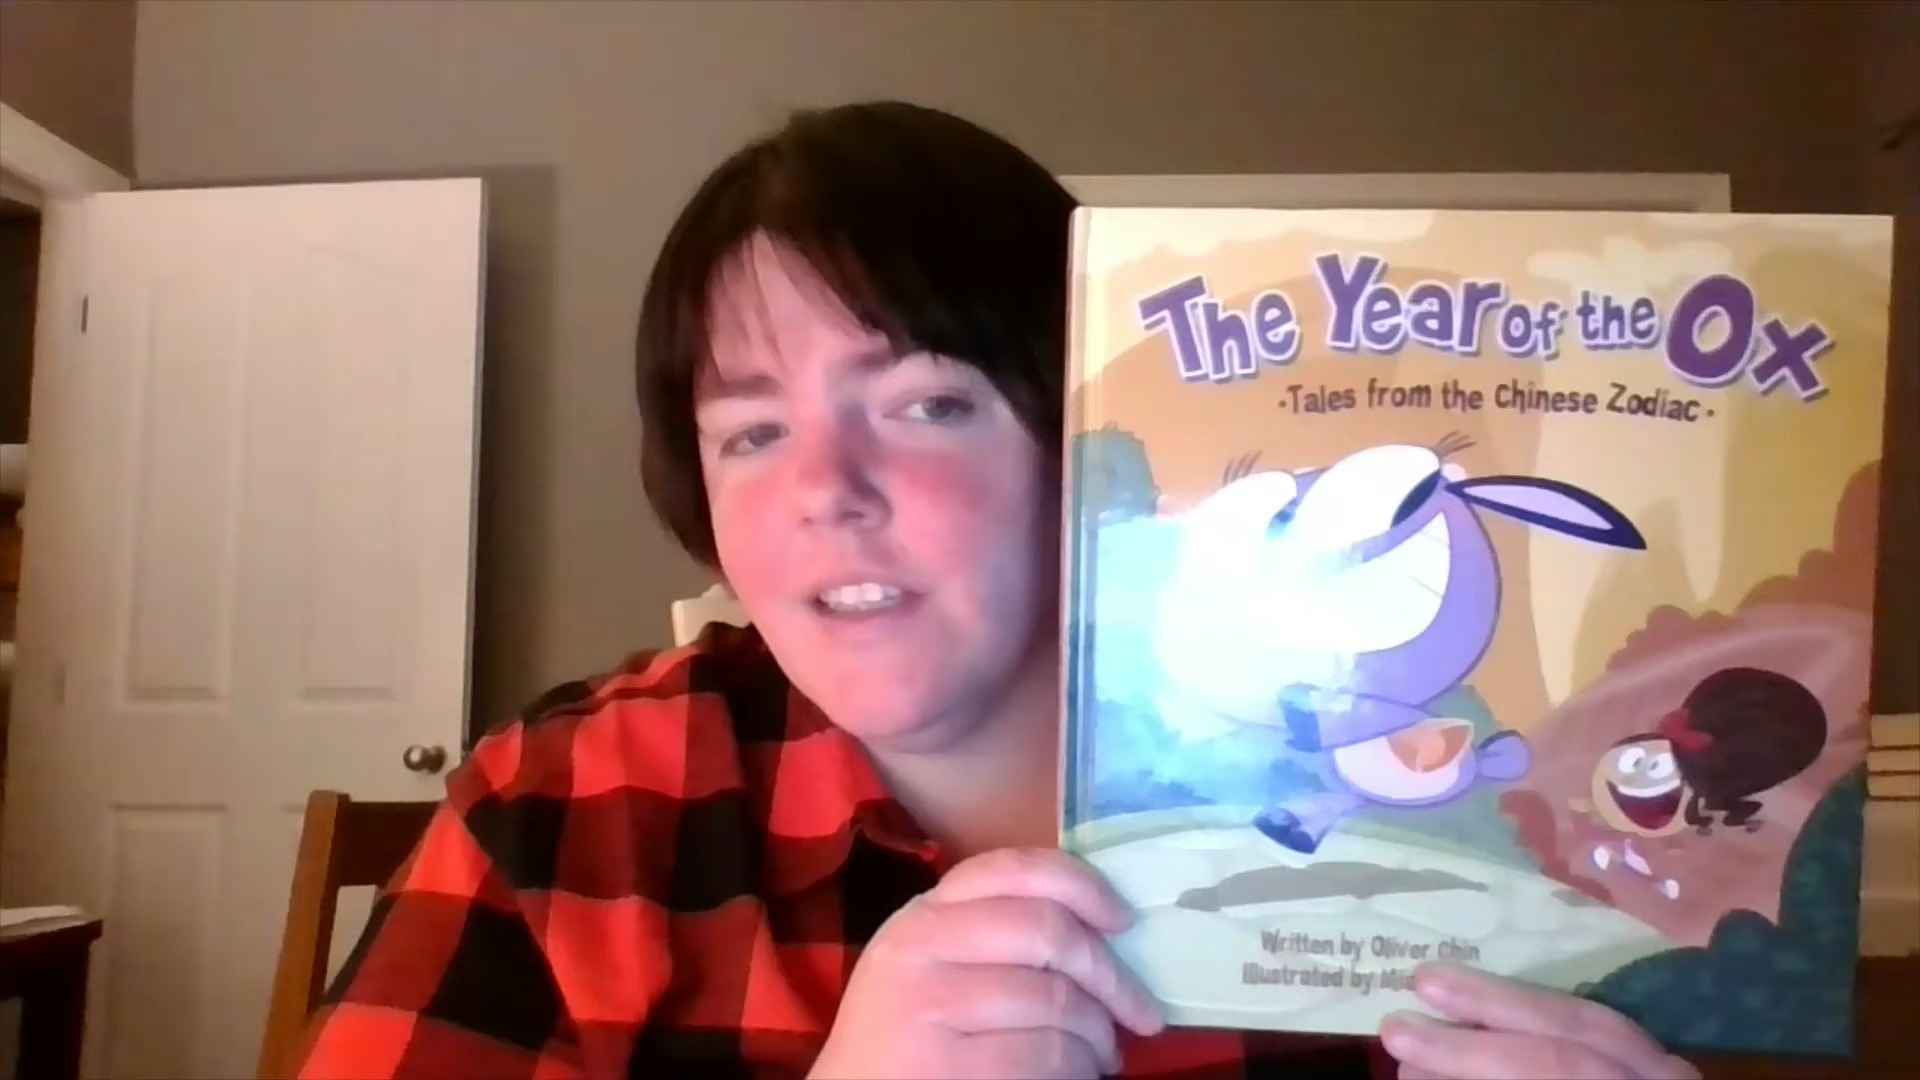 The Year of the Ox
·Tales from the Chinese Zodiac·
Written by Oliver Chin
Illustrated by